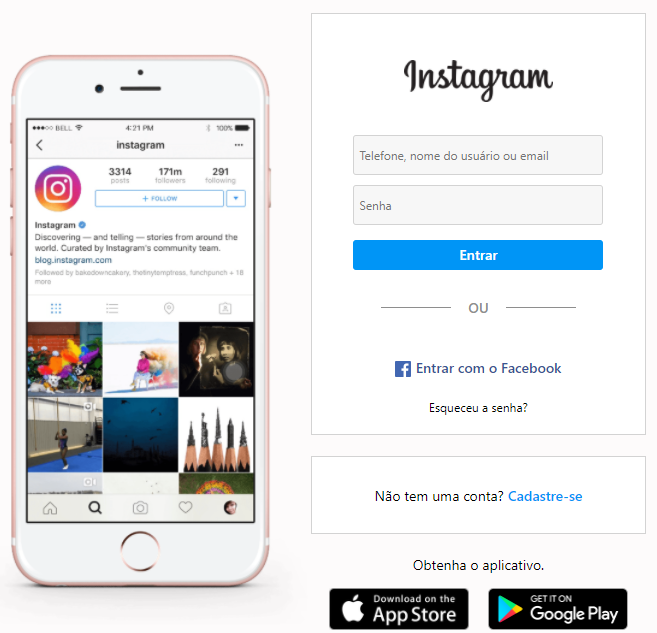 BELL 4:21 PM 100%
instagram
3314 171m 291
posts followers following
+ FOLLOW
Instagram
Discovering — and telling — stories from around the
world. Curated by Instagram's community team.
blog.instagram.com
Followed by bakedowncakery, thetinytemptress, funchpunch + 18
more
Instagram
Telefone, nome do usuário ou email
Senha
Entrar
OU
Entrar com o Facebook
Esqueceu a senha?
Não tem uma conta? Cadastre-se
Obtenha o aplicativo.
Download on the
App Store
GET IT ON
Google Play